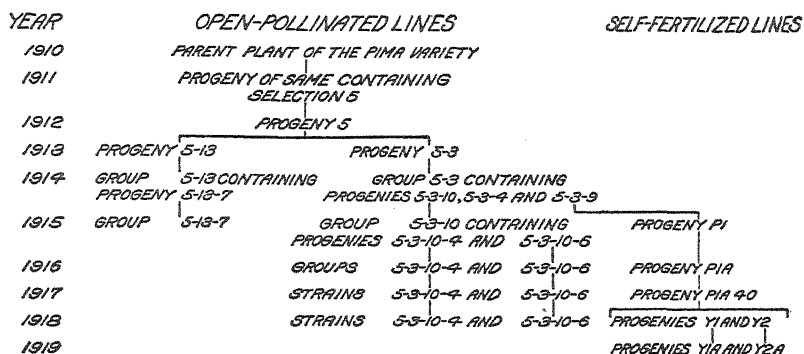 YEAR OPEN-POLLINATED LINES SELF-FERTILIZED LINES
1910 PARENT PLANT OF THE PIMA VARIETY
1911 PROGENY OF SAME CONTAINING
SELECTION 5
1912 PROGENY 5
1913 PROGENY 5-13 PROGENY 5-3
1914 GROUP 5-13 CONTAINING GROUP 5-3 CONTAINING
PROGENY 5-13-7 PROGENIES 5-3-10, 5-3-4 AND 5-3-9
1915 GROUP 5-13-7 GROUP 5-3-10 CONTAINING PROGENY P1
PROGENIES 5-3-10-4 AND 5-3-10-6
1916 GROUPS 5-3-10-4 AND 5-3-10-6 PROGENY P1A
1917 STRAINS 5-3-10-4 AND 5-3-10-6 PROGENY P1A 40
1918 STRAINS 5-3-10-4 AND 5-3-10-6 PROGENIES Y1 AND Y2
1919 PROGENIES Y1A AND Y2A